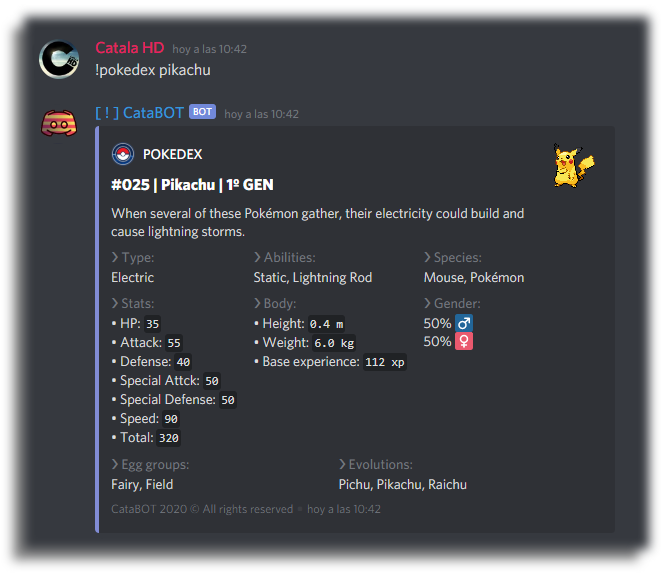 Catala HD hoy a las 10:42
!pokedex pikachu
[ ! ] CataBOT BOT hoy a las 10:42
POKEDEX
#025 | Pikachu | 1º GEN
When several of these Pokémon gather, their electricity could build and
cause lightning storms.
❯ Type: ❯ Abilities: ❯ Species:
Electric Static, Lightning Rod Mouse, Pokémon
❯ Stats: ❯ Body: ❯ Gender:
• HP: 35 • Height: 0.4 m 50% ♂
• Attack: 55 • Weight: 6.0 kg 50% ♀
• Defense: 40 • Base experience: 112 xp
• Special Attck: 50
• Special Defense: 50
• Speed: 90
• Total: 320
❯ Egg groups: ❯ Evolutions:
Fairy, Field Pichu, Pikachu, Raichu
CataBOT 2020 © All rights reserved • hoy a las 10:42